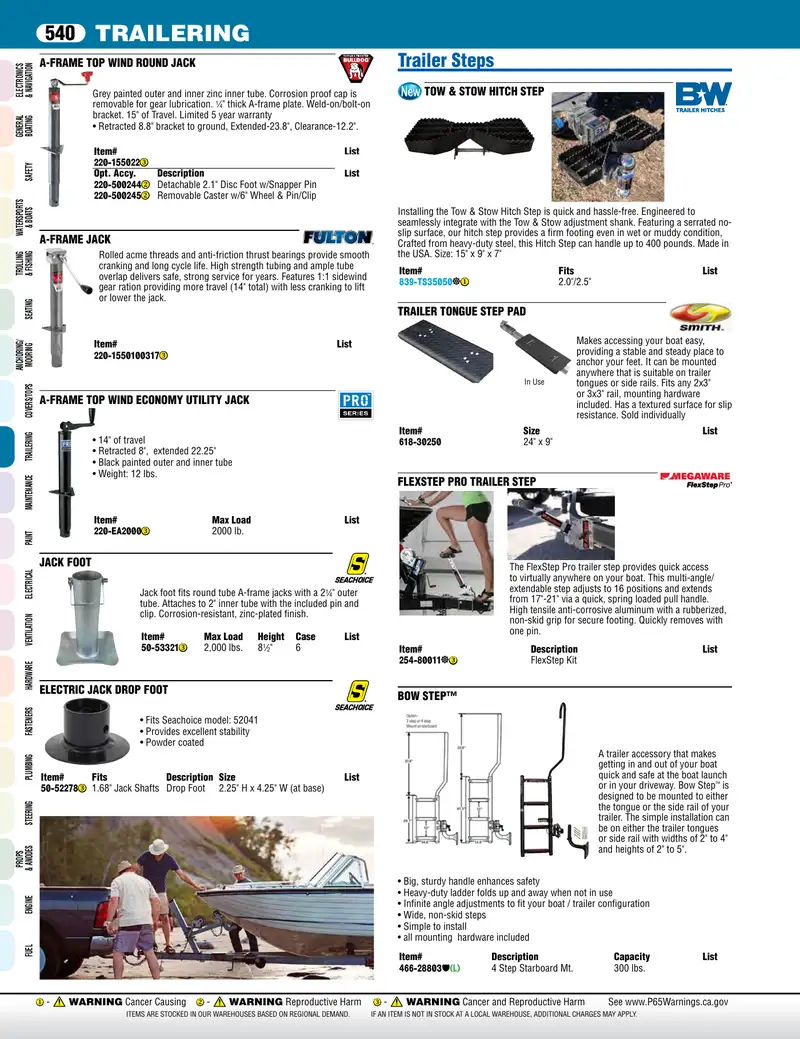 540 TRAILERING
ELECTRONICS & NAVIGATION
GENERAL BOATING
SAFETY
WATERSPORTS & BOATS
TROLLING & FISHING
SEATING
ANCHORING/ MOORING
COVERS/TOPS
TRAILERING
MAINTENANCE
PAINT
ELECTRICAL
VENTILATION
HARDWARE
FASTENERS
PLUMBING
STEERING
PROPS & ANODES
ENGINE
FUEL
A-FRAME TOP WIND ROUND JACK
BULLDOG
Grey painted outer and inner zinc inner tube. Corrosion proof cap is
removable for gear lubrication. ¼" thick A-frame plate. Weld-on/bolt-on
bracket. 15" of Travel. Limited 5 year warranty
• Retracted 8.8" bracket to ground, Extended-23.8", Clearance-12.2".
Item# List
220-155022③
Opt. Accy. Description List
220-500244② Detachable 2.1" Disc Foot w/Snapper Pin
220-500245② Removable Caster w/6" Wheel & Pin/Clip
A-FRAME JACK
FULTON
Rolled acme threads and anti-friction thrust bearings provide smooth
cranking and long cycle life. High strength tubing and ample tube
overlap delivers safe, strong service for years. Features 1:1 sidewind
gear ration providing more travel (14" total) with less cranking to lift
or lower the jack.
Item# List
220-1550100317③
A-FRAME TOP WIND ECONOMY UTILITY JACK
PRO
SERIES
• 14" of travel
• Retracted 8", extended 22.25"
• Black painted outer and inner tube
• Weight: 12 lbs.
Item# Max Load List
220-EA2000③ 2000 lb.
JACK FOOT
SEACHOICE
Jack foot fits round tube A-frame jacks with a 2¼" outer
tube. Attaches to 2" inner tube with the included pin and
clip. Corrosion-resistant, zinc-plated finish.
Item# Max Load Height Case List
50-53321③ 2,000 lbs. 8½" 6
ELECTRIC JACK DROP FOOT
SEACHOICE
• Fits Seachoice model: 52041
• Provides excellent stability
• Powder coated
Item# Fits Description Size List
50-52278③ 1.68" Jack Shafts Drop Foot 2.25" H x 4.25" W (at base)
Trailer Steps
New TOW & STOW HITCH STEP
B&W
TRAILER HITCHES
Installing the Tow & Stow Hitch Step is quick and hassle-free. Engineered to
seamlessly integrate with the Tow & Stow adjustment shank. Featuring a serrated no-
slip surface, our hitch step provides a firm footing even in wet or muddy condition,
Crafted from heavy-duty steel, this Hitch Step can handle up to 400 pounds. Made in
the USA. Size: 15" x 9" x 7"
Item# Fits List
839-TS35050① 2.0"/2.5"
TRAILER TONGUE STEP PAD
SMITH
In Use
Makes accessing your boat easy,
providing a stable and steady place to
anchor your feet. It can be mounted
anywhere that is suitable on trailer
tongues or side rails. Fits any 2x3"
or 3x3" rail, mounting hardware
included. Has a textured surface for slip
resistance. Sold individually
Item# Size List
618-30250 24" x 9"
FLEXSTEP PRO TRAILER STEP
MEGAWARE
FlexStep Pro
The FlexStep Pro trailer step provides quick access
to virtually anywhere on your boat. This multi-angle/
extendable step adjusts to 16 positions and extends
from 17"-21" via a quick, spring loaded pull handle.
High tensile anti-corrosive aluminum with a rubberized,
non-skid grip for secure footing. Quickly removes with
one pin.
Item# Description List
254-80011③ FlexStep Kit
BOW STEP™
A trailer accessory that makes
getting in and out of your boat
quick and safe at the boat launch
or in your driveway. Bow Step™ is
designed to be mounted to either
the tongue or the side rail of your
trailer. The simple installation can
be on either the trailer tongues
or side rail with widths of 2" to 4"
and heights of 2" to 5".
• Big, sturdy handle enhances safety
• Heavy-duty ladder folds up and away when not in use
• Infinite angle adjustments to fit your boat / trailer configuration
• Wide, non-skid steps
• Simple to install
• all mounting hardware included
Item# Description Capacity List
466-28803(L) 4 Step Starboard Mt. 300 lbs.
① - WARNING Cancer Causing ② - WARNING Reproductive Harm ③ - WARNING Cancer and Reproductive Harm See www.P65Warnings.ca.gov
ITEMS ARE STOCKED IN OUR WAREHOUSES BASED ON REGIONAL DEMAND. IF AN ITEM IS NOT IN STOCK AT A LOCAL WAREHOUSE, ADDITIONAL CHARGES MAY APPLY.